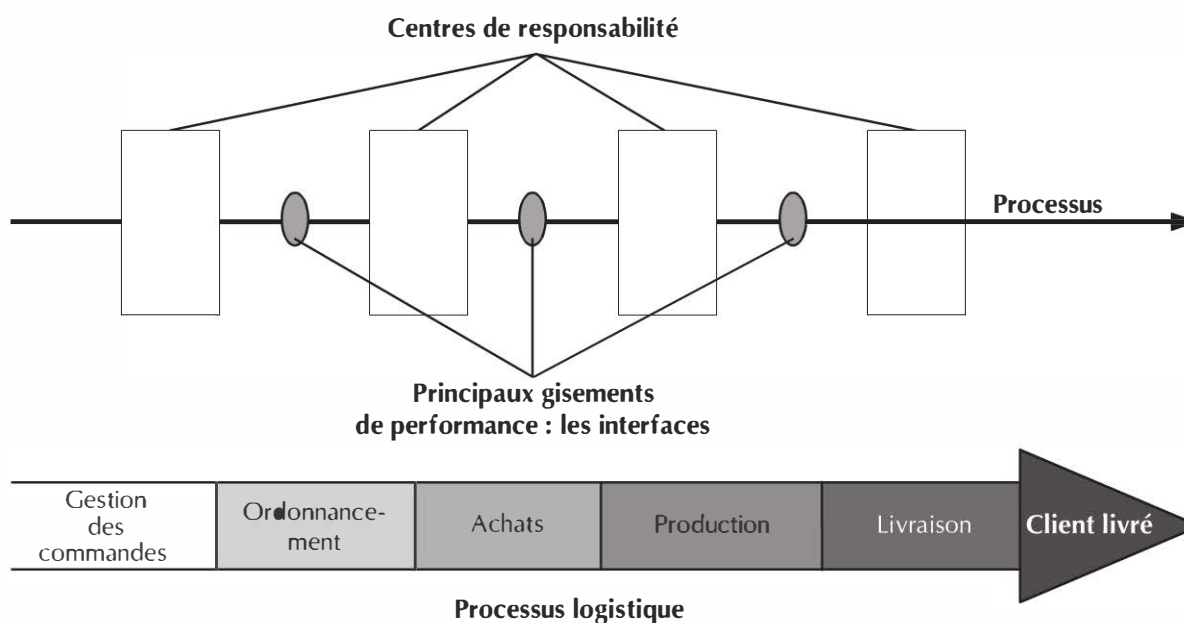 Centres de responsabilité
Processus
Principaux gisements
de performance : les interfaces
Gestion
des
commandes
Ordonnance-
ment
Achats
Production
Livraison
Client livré
Processus logistique